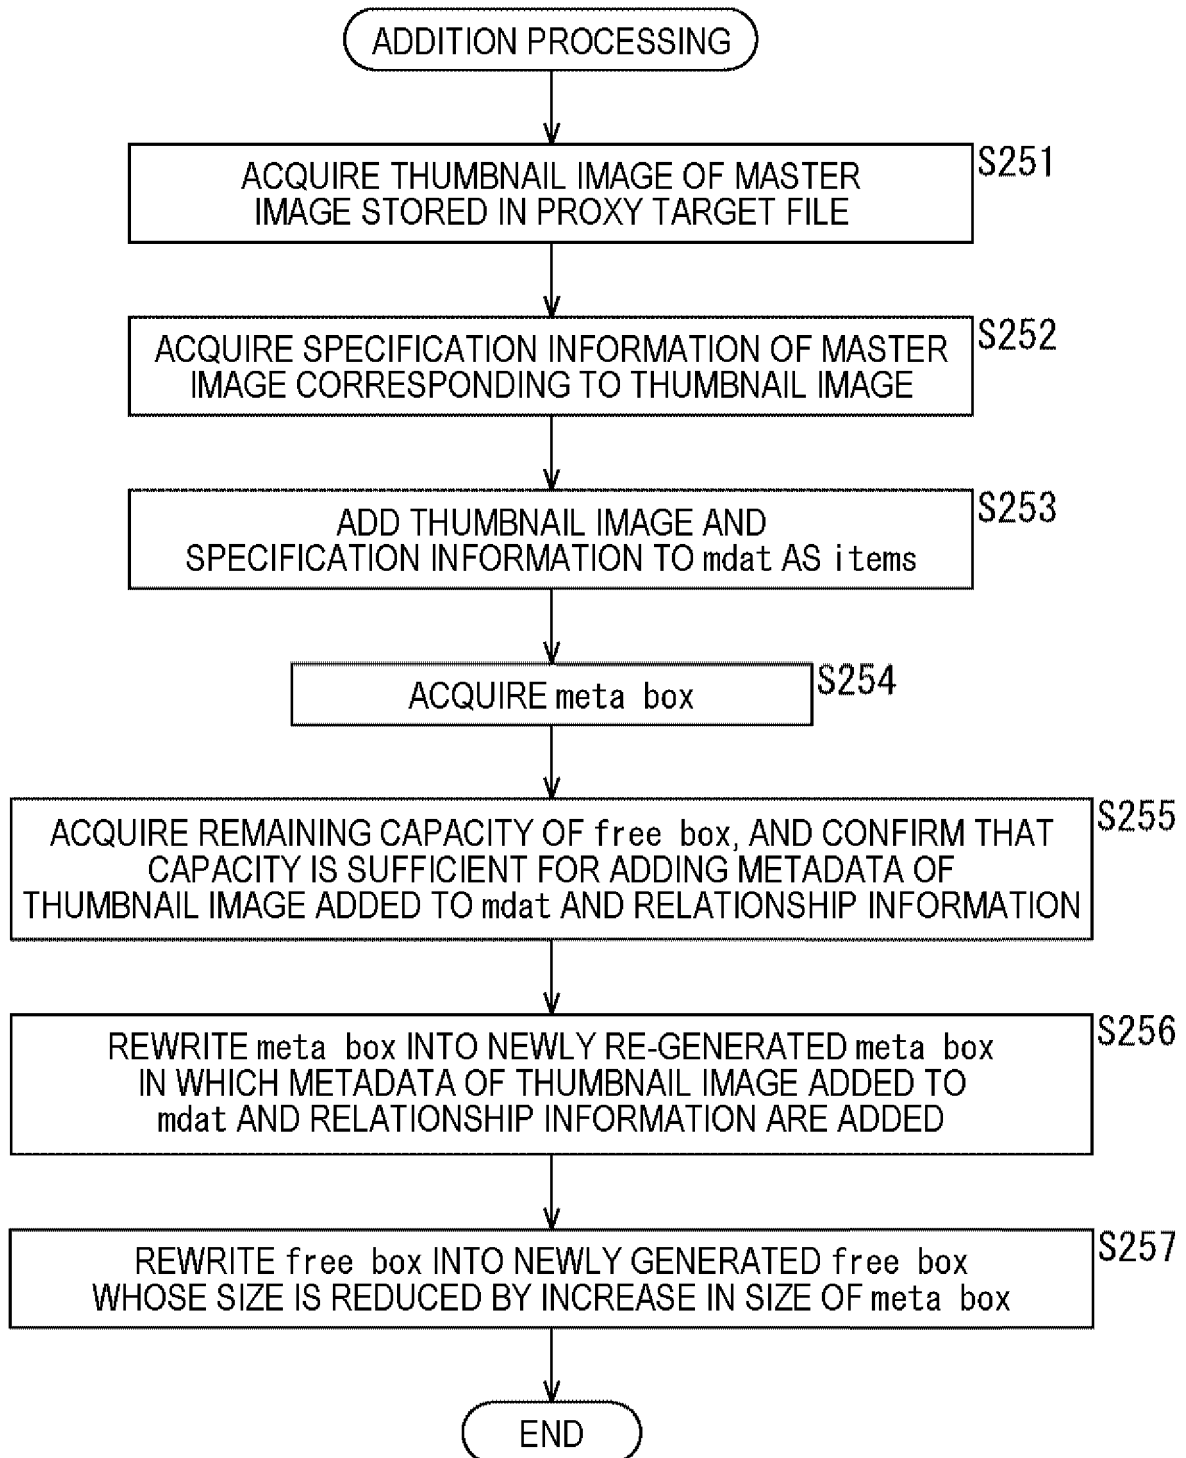 ADDITION PROCESSING
S251
ACQUIRE THUMBNAIL IMAGE OF MASTER
IMAGE STORED IN PROXY TARGET FILE
S252
ACQUIRE SPECIFICATION INFORMATION OF MASTER
IMAGE CORRESPONDING TO THUMBNAIL IMAGE
S253
ADD THUMBNAIL IMAGE AND
SPECIFICATION INFORMATION TO mdat AS items
S254
ACQUIRE meta box
S255
ACQUIRE REMAINING CAPACITY OF free box, AND CONFIRM THAT
CAPACITY IS SUFFICIENT FOR ADDING METADATA OF
THUMBNAIL IMAGE ADDED TO mdat AND RELATIONSHIP INFORMATION
S256
REWRITE meta box INTO NEWLY RE-GENERATED meta box
IN WHICH METADATA OF THUMBNAIL IMAGE ADDED TO
mdat AND RELATIONSHIP INFORMATION ARE ADDED
S257
REWRITE free box INTO NEWLY GENERATED free box
WHOSE SIZE IS REDUCED BY INCREASE IN SIZE OF meta box
END